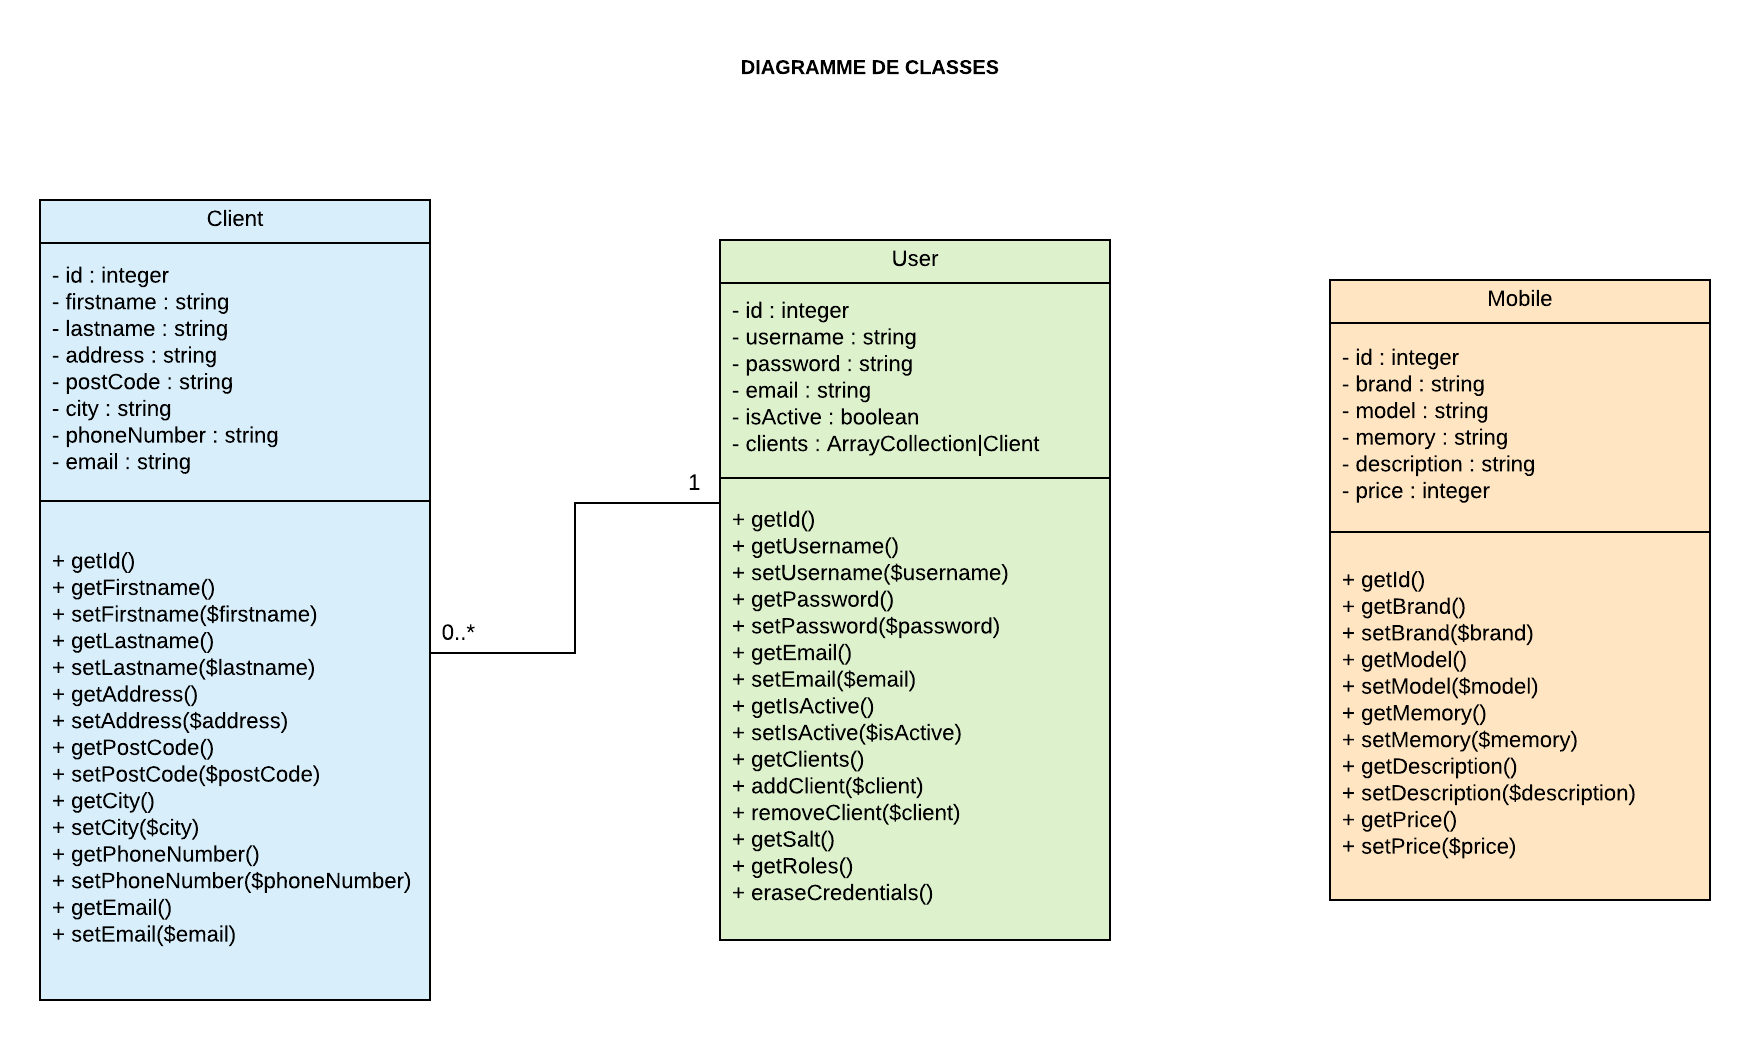 DIAGRAMME DE CLASSES
Client
- id : integer
- firstname : string
- lastname : string
- address : string
- postCode : string
- city : string
- phoneNumber : string
- email : string
+ getId()
+ getFirstname()
+ setFirstname($firstname)
+ getLastname()
+ setLastname($lastname)
+ getAddress()
+ setAddress($address)
+ getPostCode()
+ setPostCode($postCode)
+ getCity()
+ setCity($city)
+ getPhoneNumber()
+ setPhoneNumber($phoneNumber)
+ getEmail()
+ setEmail($email)
0..*
1
User
- id : integer
- username : string
- password : string
- email : string
- isActive : boolean
- clients : ArrayCollection|Client
+ getId()
+ getUsername()
+ setUsername($username)
+ getPassword()
+ setPassword($password)
+ getEmail()
+ setEmail($email)
+ getIsActive()
+ setIsActive($isActive)
+ getClients()
+ addClient($client)
+ removeClient($client)
+ getSalt()
+ getRoles()
+ eraseCredentials()
Mobile
- id : integer
- brand : string
- model : string
- memory : string
- description : string
- price : integer
+ getId()
+ getBrand()
+ setBrand($brand)
+ getModel()
+ setModel($model)
+ getMemory()
+ setMemory($memory)
+ getDescription()
+ setDescription($description)
+ getPrice()
+ setPrice($price)